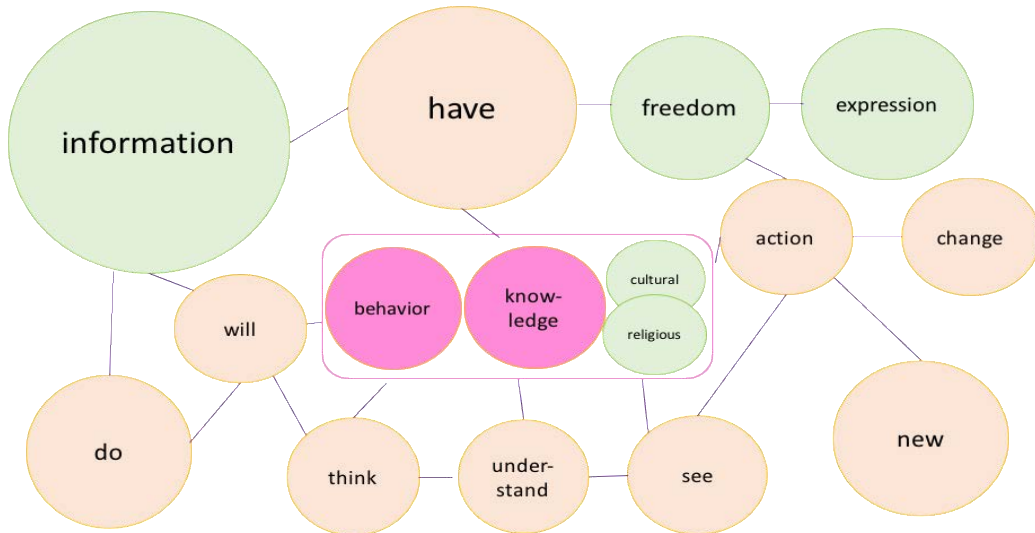 information
have
freedom
expression
action
change
behavior
know-
ledge
cultural
religious
will
do
think
under-
stand
see
new